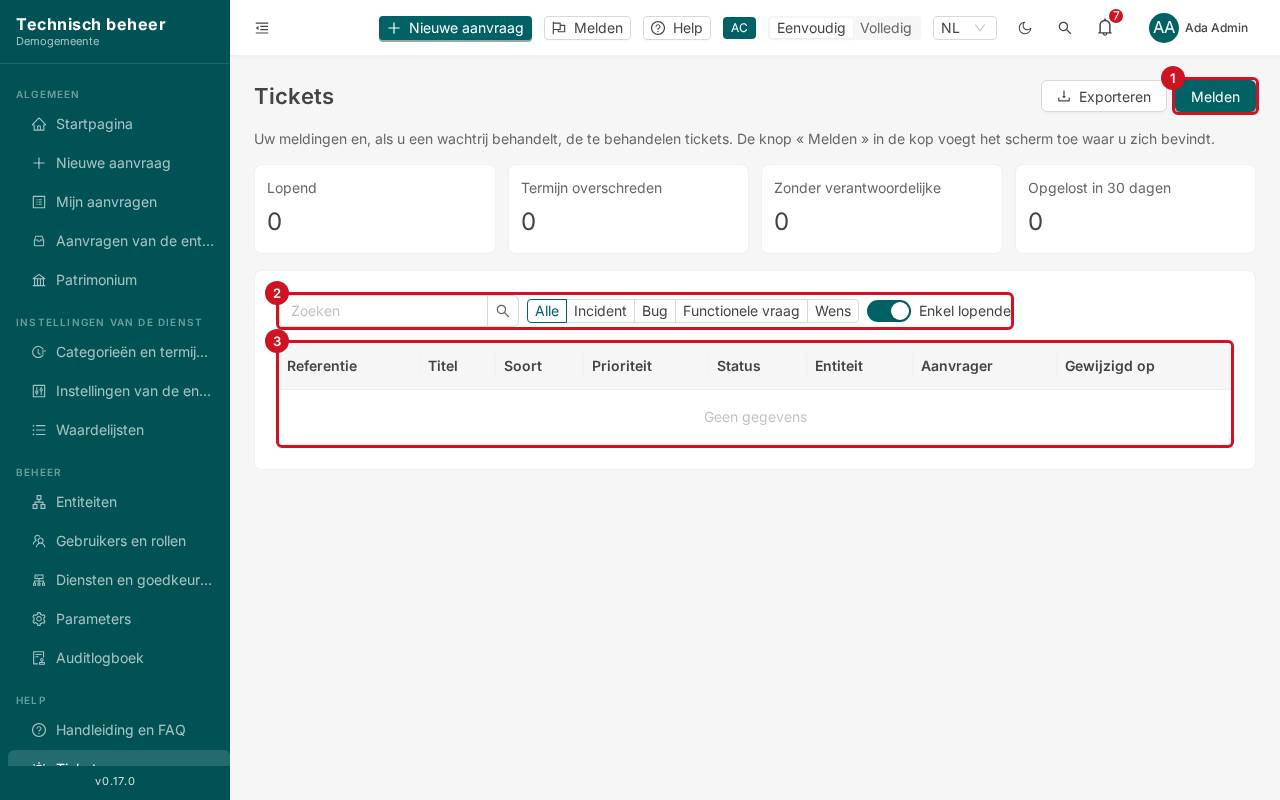 Technisch beheer
Demogemeente
ALGEMEEN
Startpagina
Nieuwe aanvraag
Mijn aanvragen
Aanvragen van de ent...
Patrimonium
INSTELLINGEN VAN DE DIENST
Categorieën en termij...
Instellingen van de en...
Waardelijsten
BEHEER
Entiteiten
Gebruikers en rollen
Diensten en goedkeur...
Parameters
Auditlogboek
HELP
Handleiding en FAQ
Tickets
v0.17.0
Nieuwe aanvraag
Melden
Help
AC
Eenvoudig
Volledig
NL
7
AA
Ada Admin
Tickets
Exporteren
1
Melden
Uw meldingen en, als u een wachtrij behandelt, de te behandelen tickets. De knop « Melden » in de kop voegt het scherm toe waar u zich bevindt.
Lopend
0
Termijn overschreden
0
Zonder verantwoordelijke
0
Opgelost in 30 dagen
0
2
Zoeken
Alle
Incident
Bug
Functionele vraag
Wens
Enkel lopende
3
Referentie
Titel
Soort
Prioriteit
Status
Entiteit
Aanvrager
Gewijzigd op
Geen gegevens